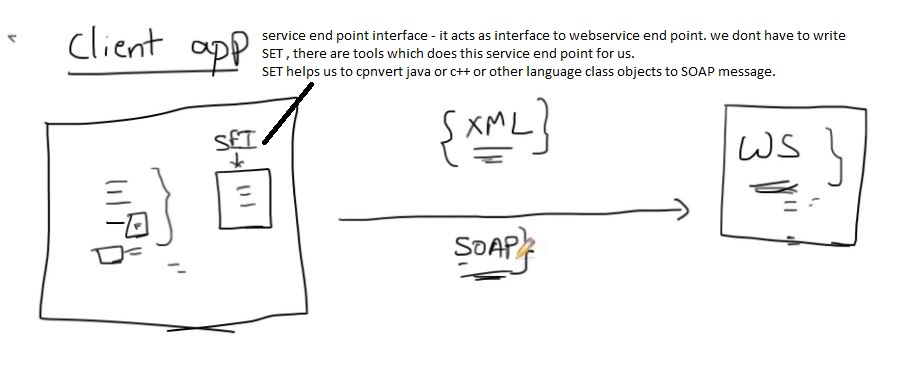 Client app
service end point interface - it acts as interface to webservice end point. we dont have to write
SET , there are tools which does this service end point for us.
SET helps us to cpnvert java or c++ or other language class objects to SOAP message.
SEI
{XML}
WS }
SOAP}